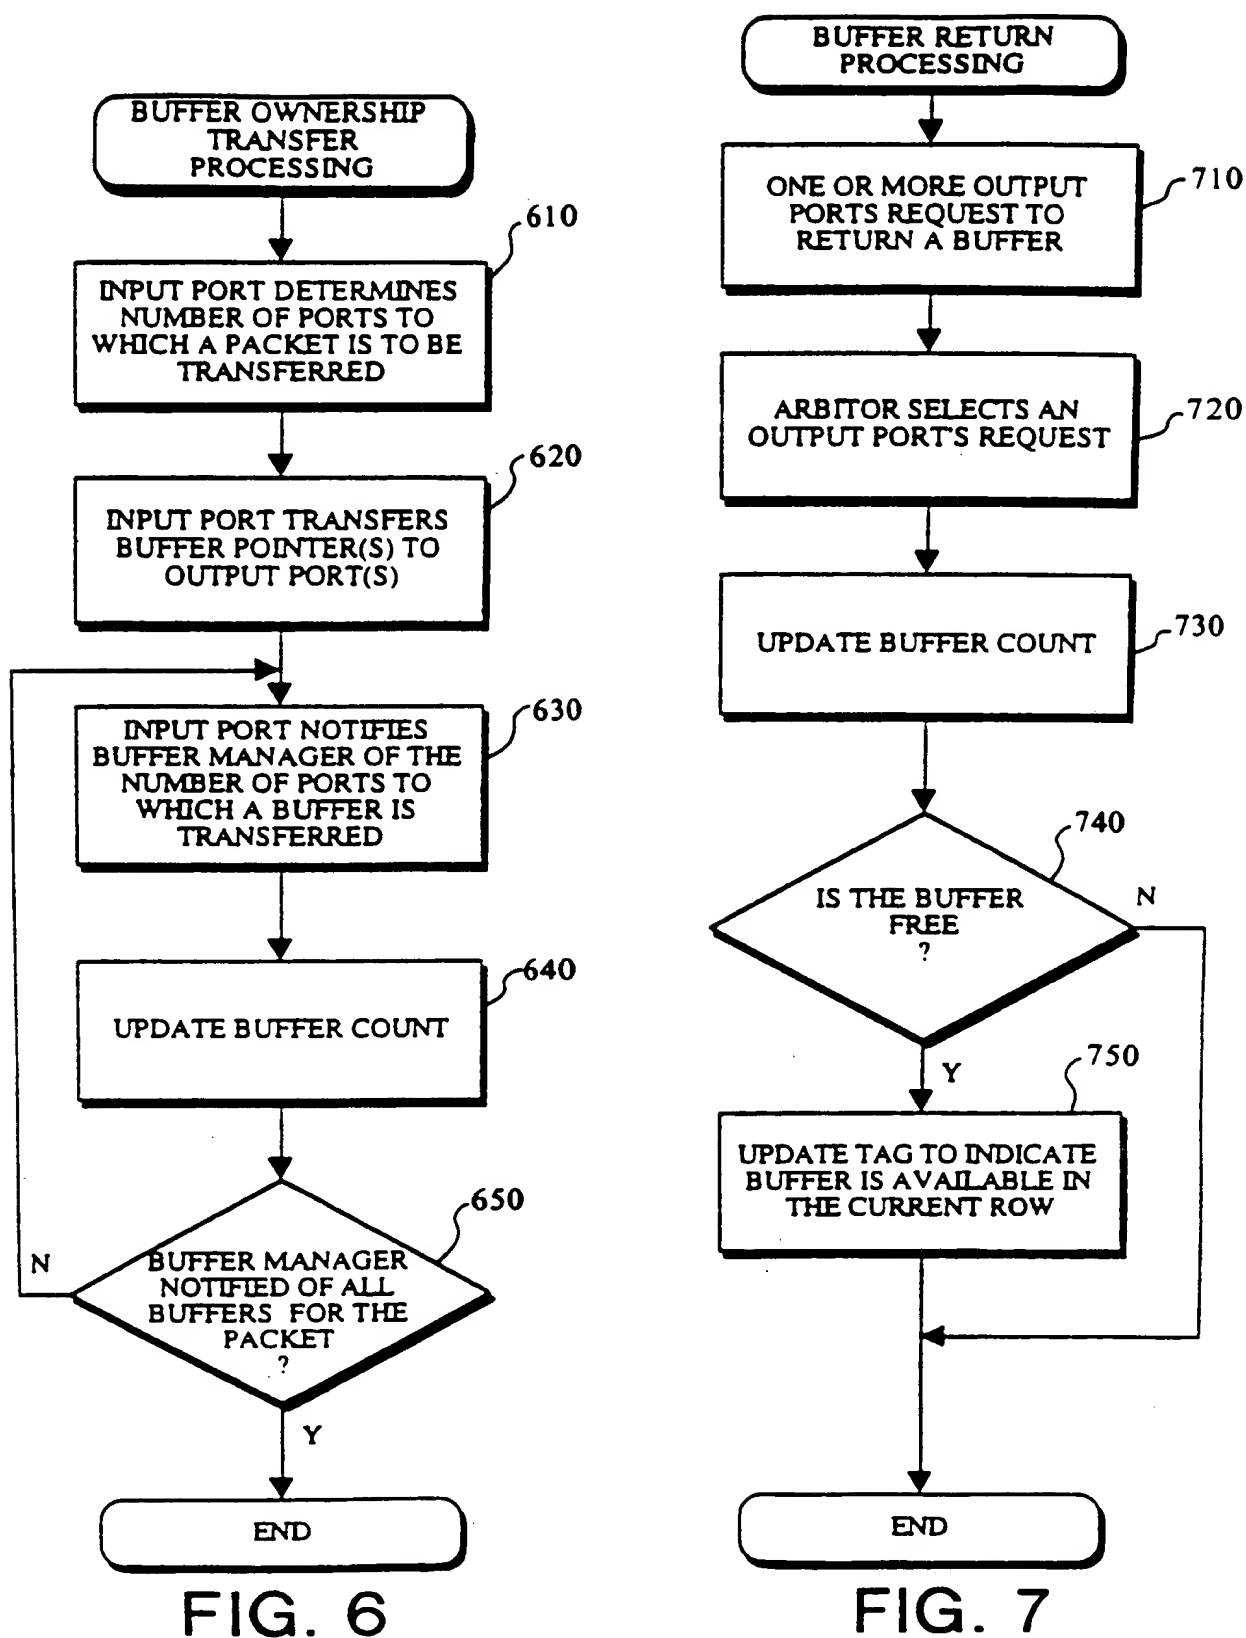 BUFFER OWNERSHIP
TRANSFER
PROCESSING
610
INPUT PORT DETERMINES
NUMBER OF PORTS TO
WHICH A PACKET IS TO BE
TRANSFERRED
620
INPUT PORT TRANSFERS
BUFFER POINTER(S) TO
OUTPUT PORT(S)
630
INPUT PORT NOTIFIES
BUFFER MANAGER OF THE
NUMBER OF PORTS TO
WHICH A BUFFER IS
TRANSFERRED
640
UPDATE BUFFER COUNT
650
BUFFER MANAGER
NOTIFIED OF ALL
BUFFERS FOR THE
PACKET
?
N
Y
END
FIG. 6
BUFFER RETURN
PROCESSING
710
ONE OR MORE OUTPUT
PORTS REQUEST TO
RETURN A BUFFER
720
ARBITOR SELECTS AN
OUTPUT PORT'S REQUEST
730
UPDATE BUFFER COUNT
740
IS THE BUFFER
FREE
?
N
Y
750
UPDATE TAG TO INDICATE
BUFFER IS AVAILABLE IN
THE CURRENT ROW
END
FIG. 7